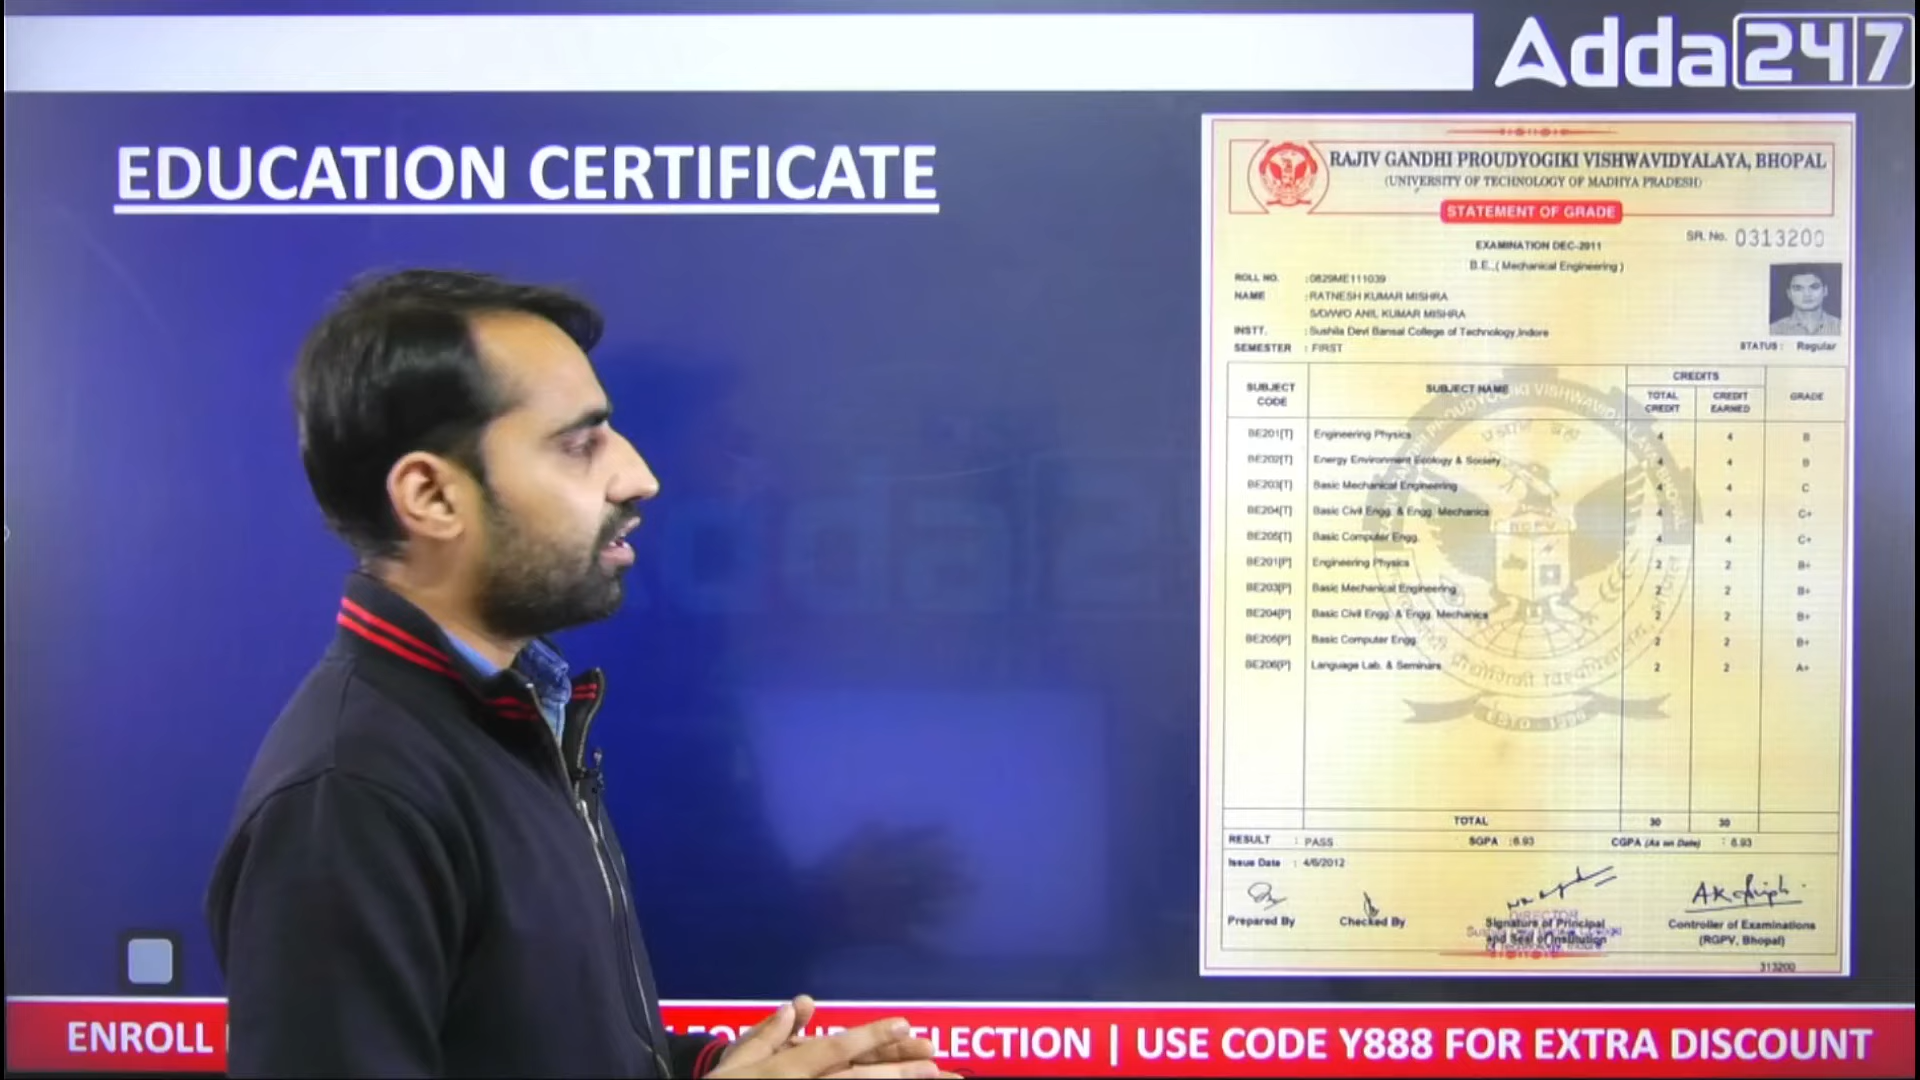 Adda247
EDUCATION CERTIFICATE
RAJIV GANDHI PROUDYOGIKI VISHWAVIDYALAYA, BHOPAL
(UNIVERSITY OF TECHNOLOGY OF MADHYA PRADESH)
STATEMENT OF GRADE
SR. No. 0313200
EXAMINATION DEC-2011
B.E., ( Mechanical Engineering )
ROLL NO. : 0829ME111039
NAME : RATNESH KUMAR MISHRA
S/D/W/O ANIL KUMAR MISHRA
INSTT. : Sushila Devi Bansal College of Technology,Indore
SEMESTER : FIRST
STATUS : Regular
SUBJECT CODE SUBJECT NAME CREDITS GRADE
TOTAL CREDIT CREDIT EARNED
BE201[T] Engineering Physics 4 4 B
BE202[T] Energy Environment Ecology & Society 4 4 B
BE203[T] Basic Mechanical Engineering 4 4 C
BE204[T] Basic Civil Engg. & Engg. Mechanics 4 4 C+
BE205[T] Basic Computer Engg. 4 4 C+
BE201[P] Engineering Physics 2 2 B+
BE203[P] Basic Mechanical Engineering 2 2 B+
BE204[P] Basic Civil Engg. & Engg. Mechanics 2 2 B+
BE205[P] Basic Computer Engg. 2 2 B+
BE206[P] Language Lab. & Seminars 2 2 A+
TOTAL 30 30
RESULT : PASS SGPA : 6.93 CGPA (As on Date) : 6.93
Issue Date : 4/6/2012
Prepared By
Checked By
DIRECTOR
Signature of Principal
and Seal of Institution
Controller of Examinations
(RGPV, Bhopal)
313200
ENROLL
LECTION | USE CODE Y888 FOR EXTRA DISCOUNT